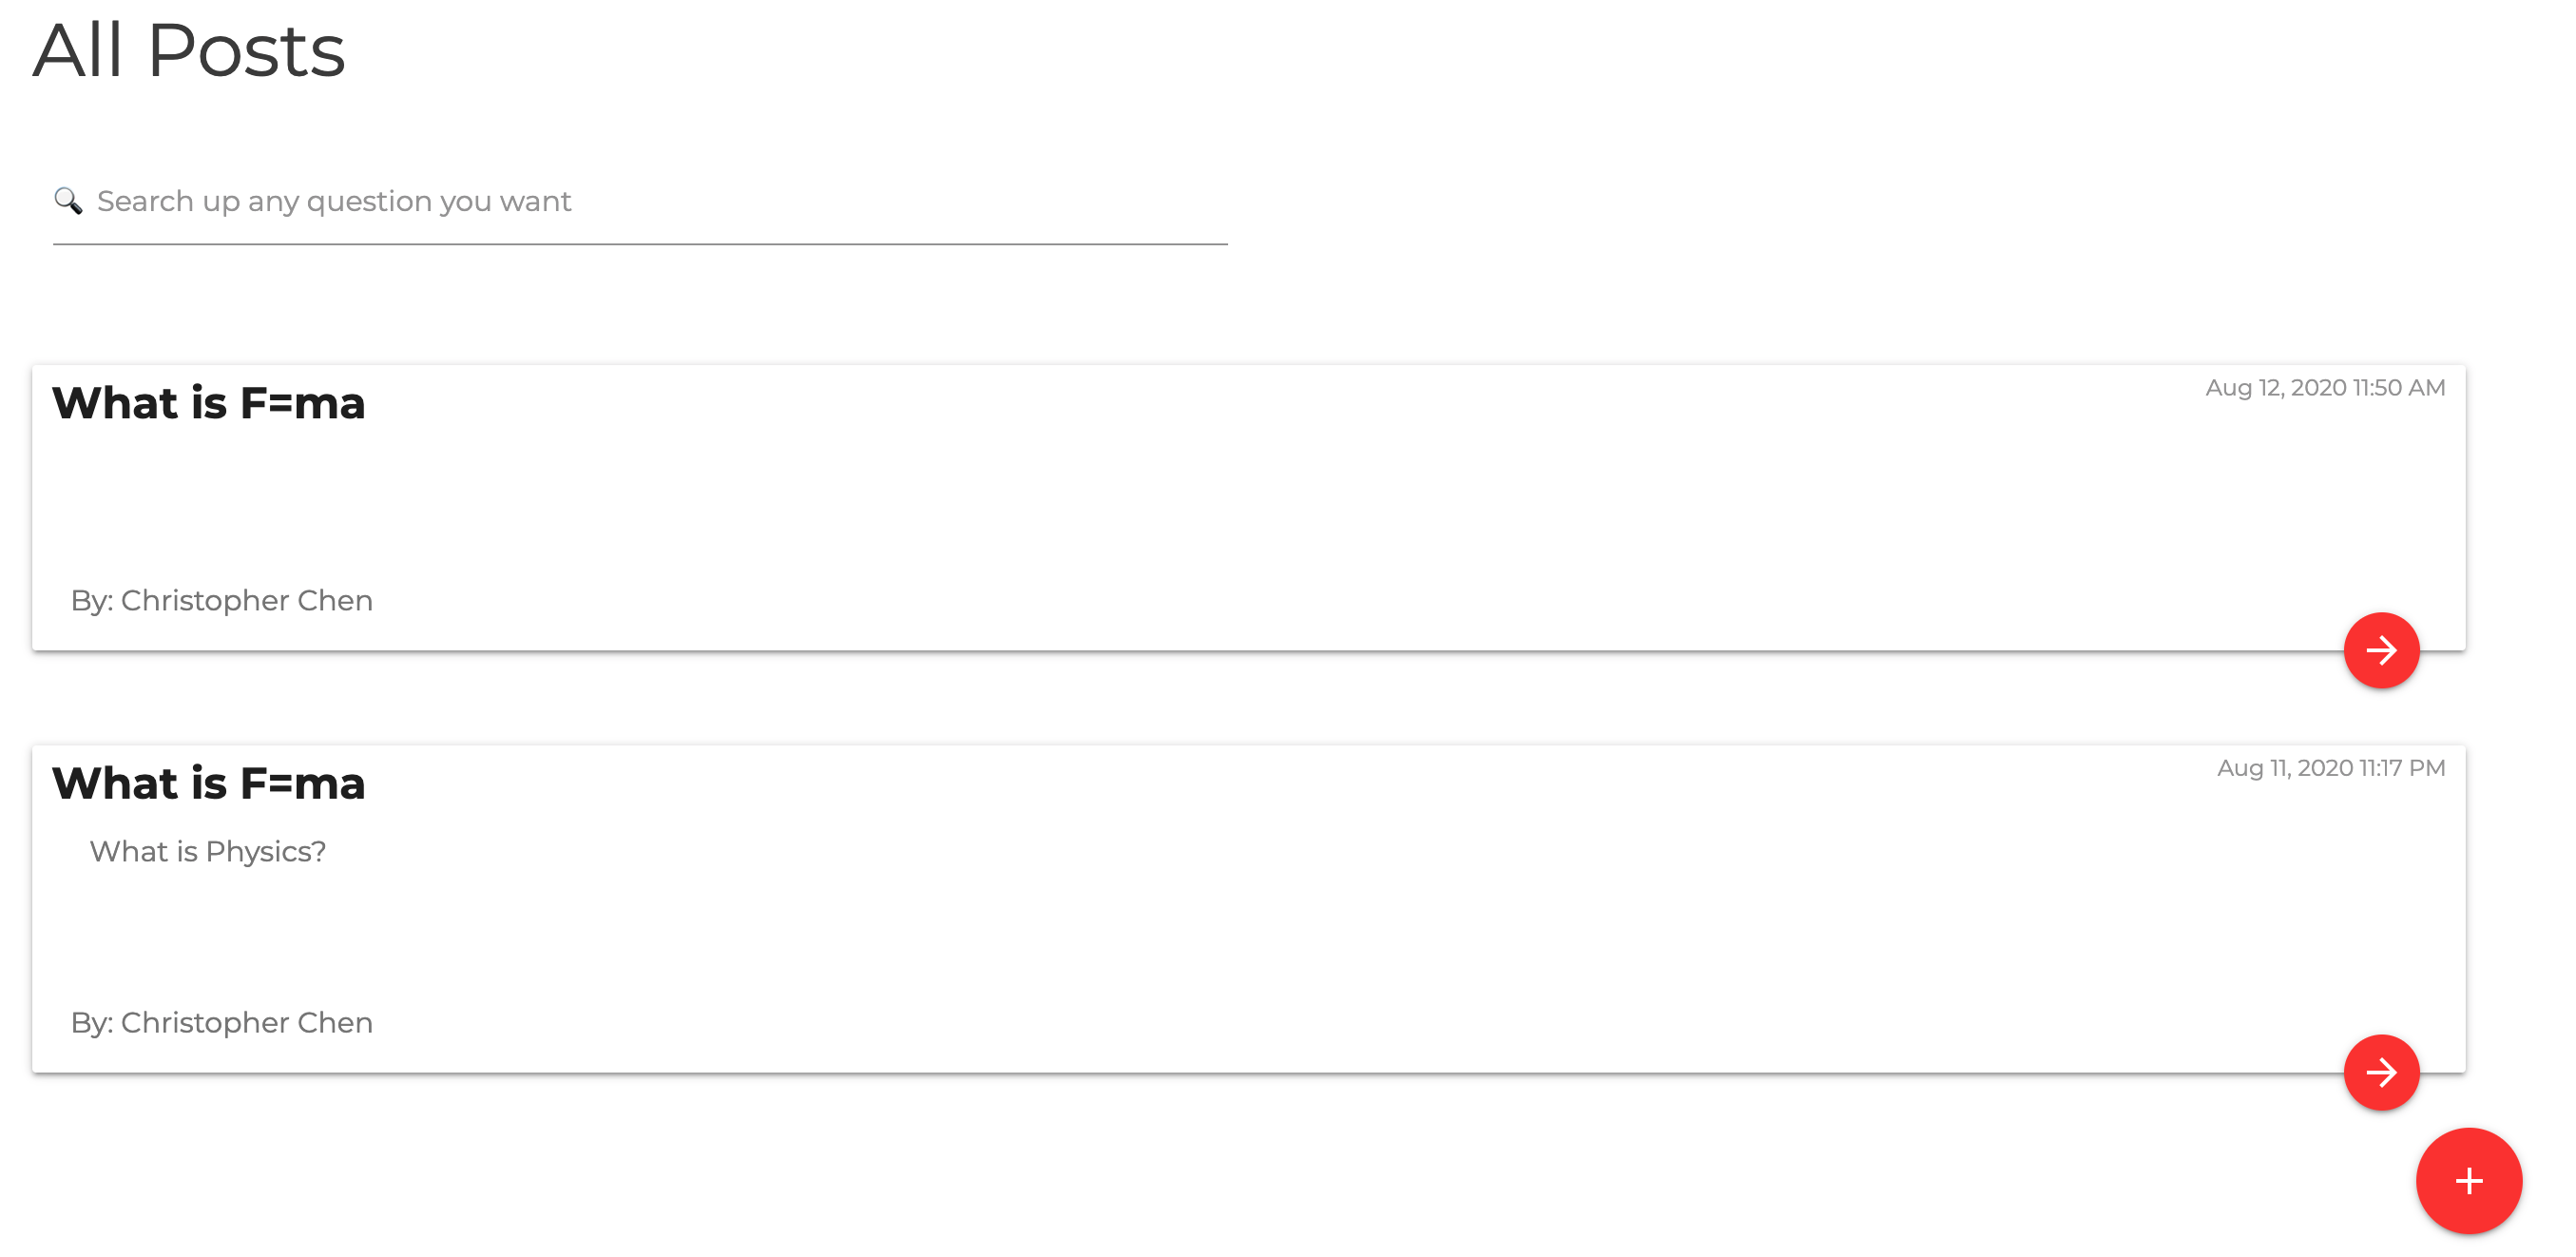 All Posts
🔍 Search up any question you want
What is F=ma
Aug 12, 2020 11:50 AM
By: Christopher Chen
What is F=ma
Aug 11, 2020 11:17 PM
What is Physics?
By: Christopher Chen